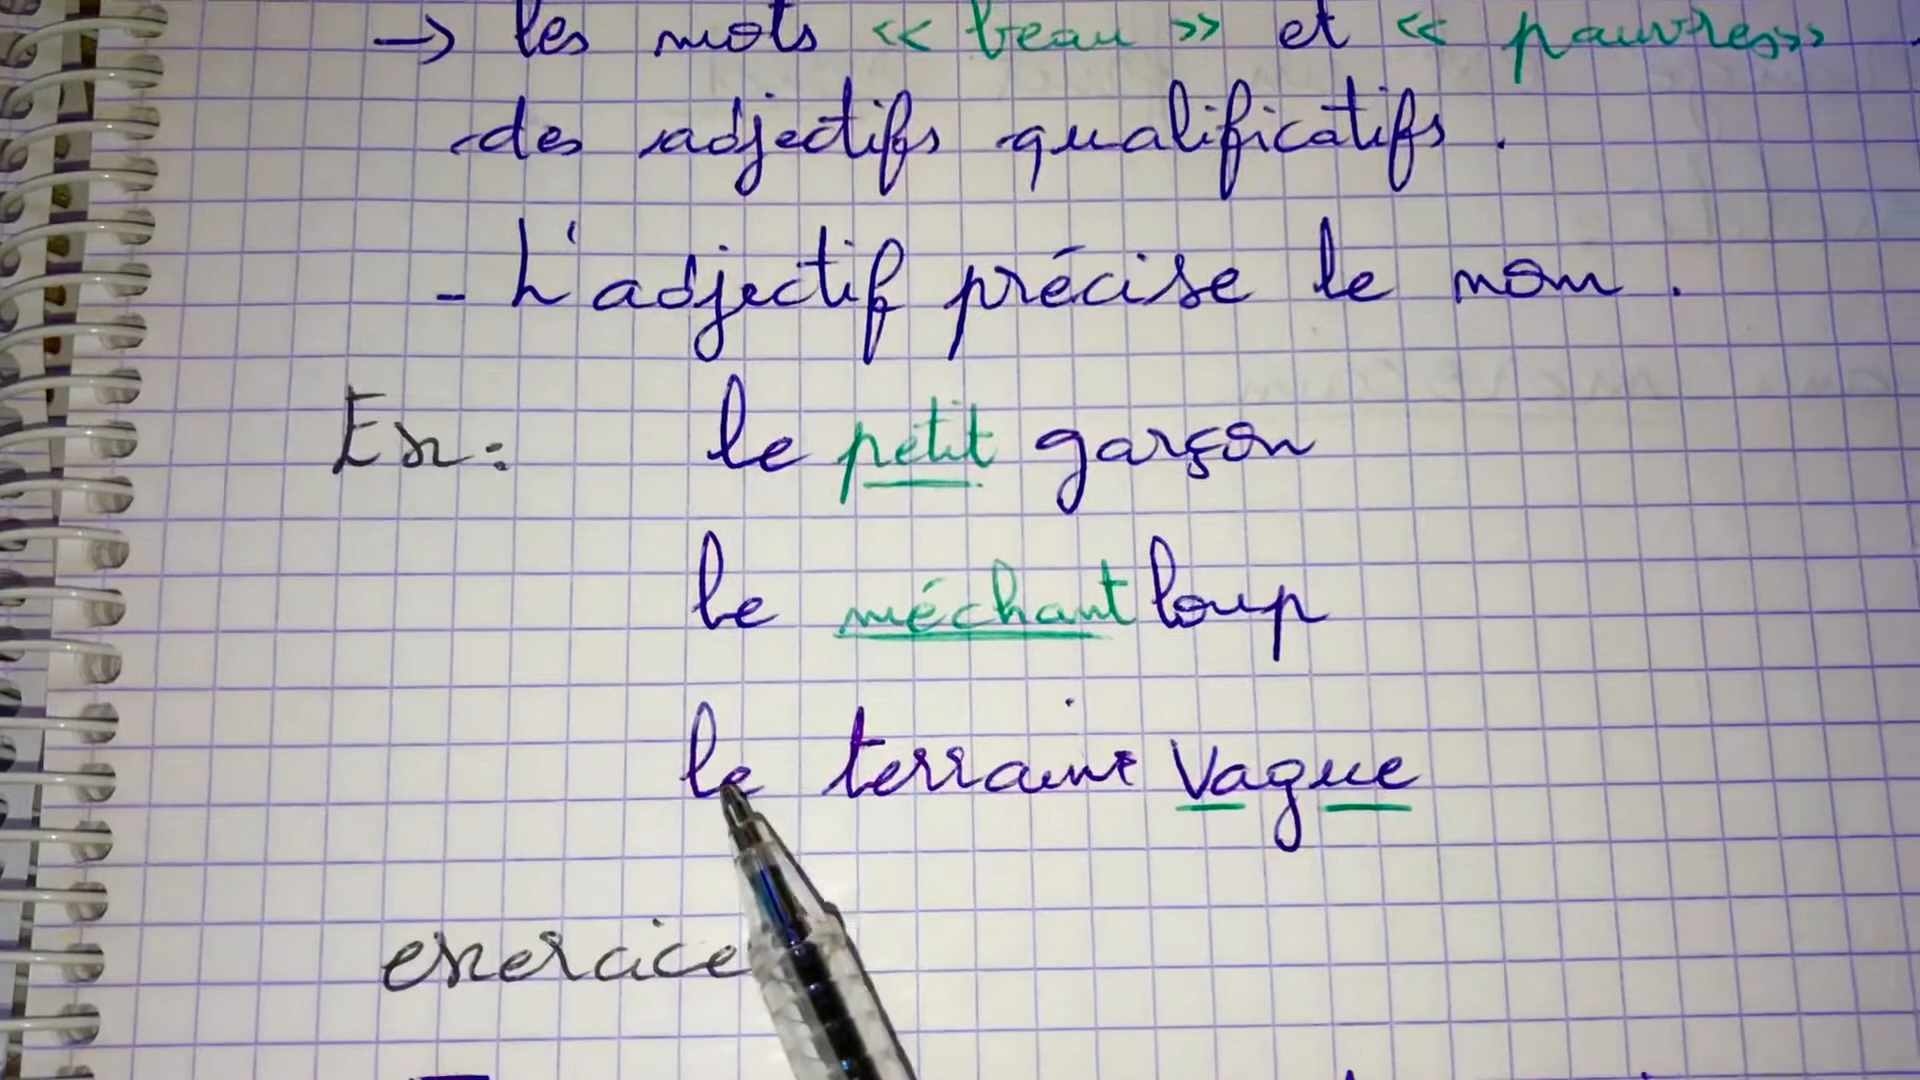 → les mots « beau » et « pauvres »
des adjectifs qualificatifs .
- L'adjectif précise le nom .
Ex : le petit garçon
le méchant loup
le terrain vague
exercice